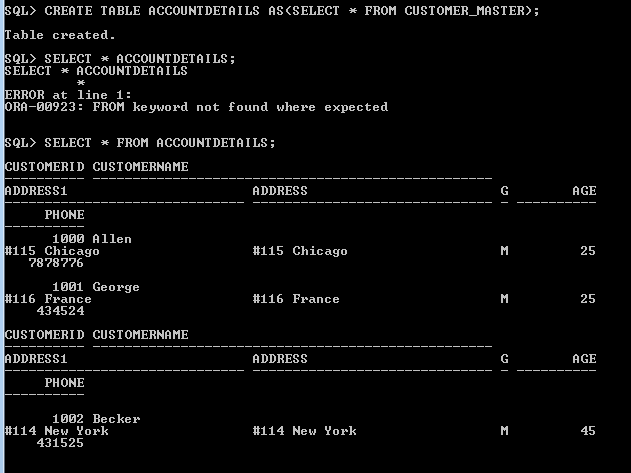 SQL> CREATE TABLE ACCOUNTDETAILS AS(SELECT * FROM CUSTOMER_MASTER);
Table created.
SQL> SELECT * ACCOUNTDETAILS;
SELECT * ACCOUNTDETAILS
*
ERROR at line 1:
ORA-00923: FROM keyword not found where expected
SQL> SELECT * FROM ACCOUNTDETAILS;
CUSTOMERID CUSTOMERNAME
---------- --------------------------------------------------
ADDRESS1 ADDRESS G AGE
------------------------------ ------------------------------ - ----------
PHONE
----------
1000 Allen
#115 Chicago #115 Chicago M 25
7878776
1001 George
#116 France #116 France M 25
434524
CUSTOMERID CUSTOMERNAME
---------- --------------------------------------------------
ADDRESS1 ADDRESS G AGE
------------------------------ ------------------------------ - ----------
PHONE
----------
1002 Becker
#114 New York #114 New York M 45
431525